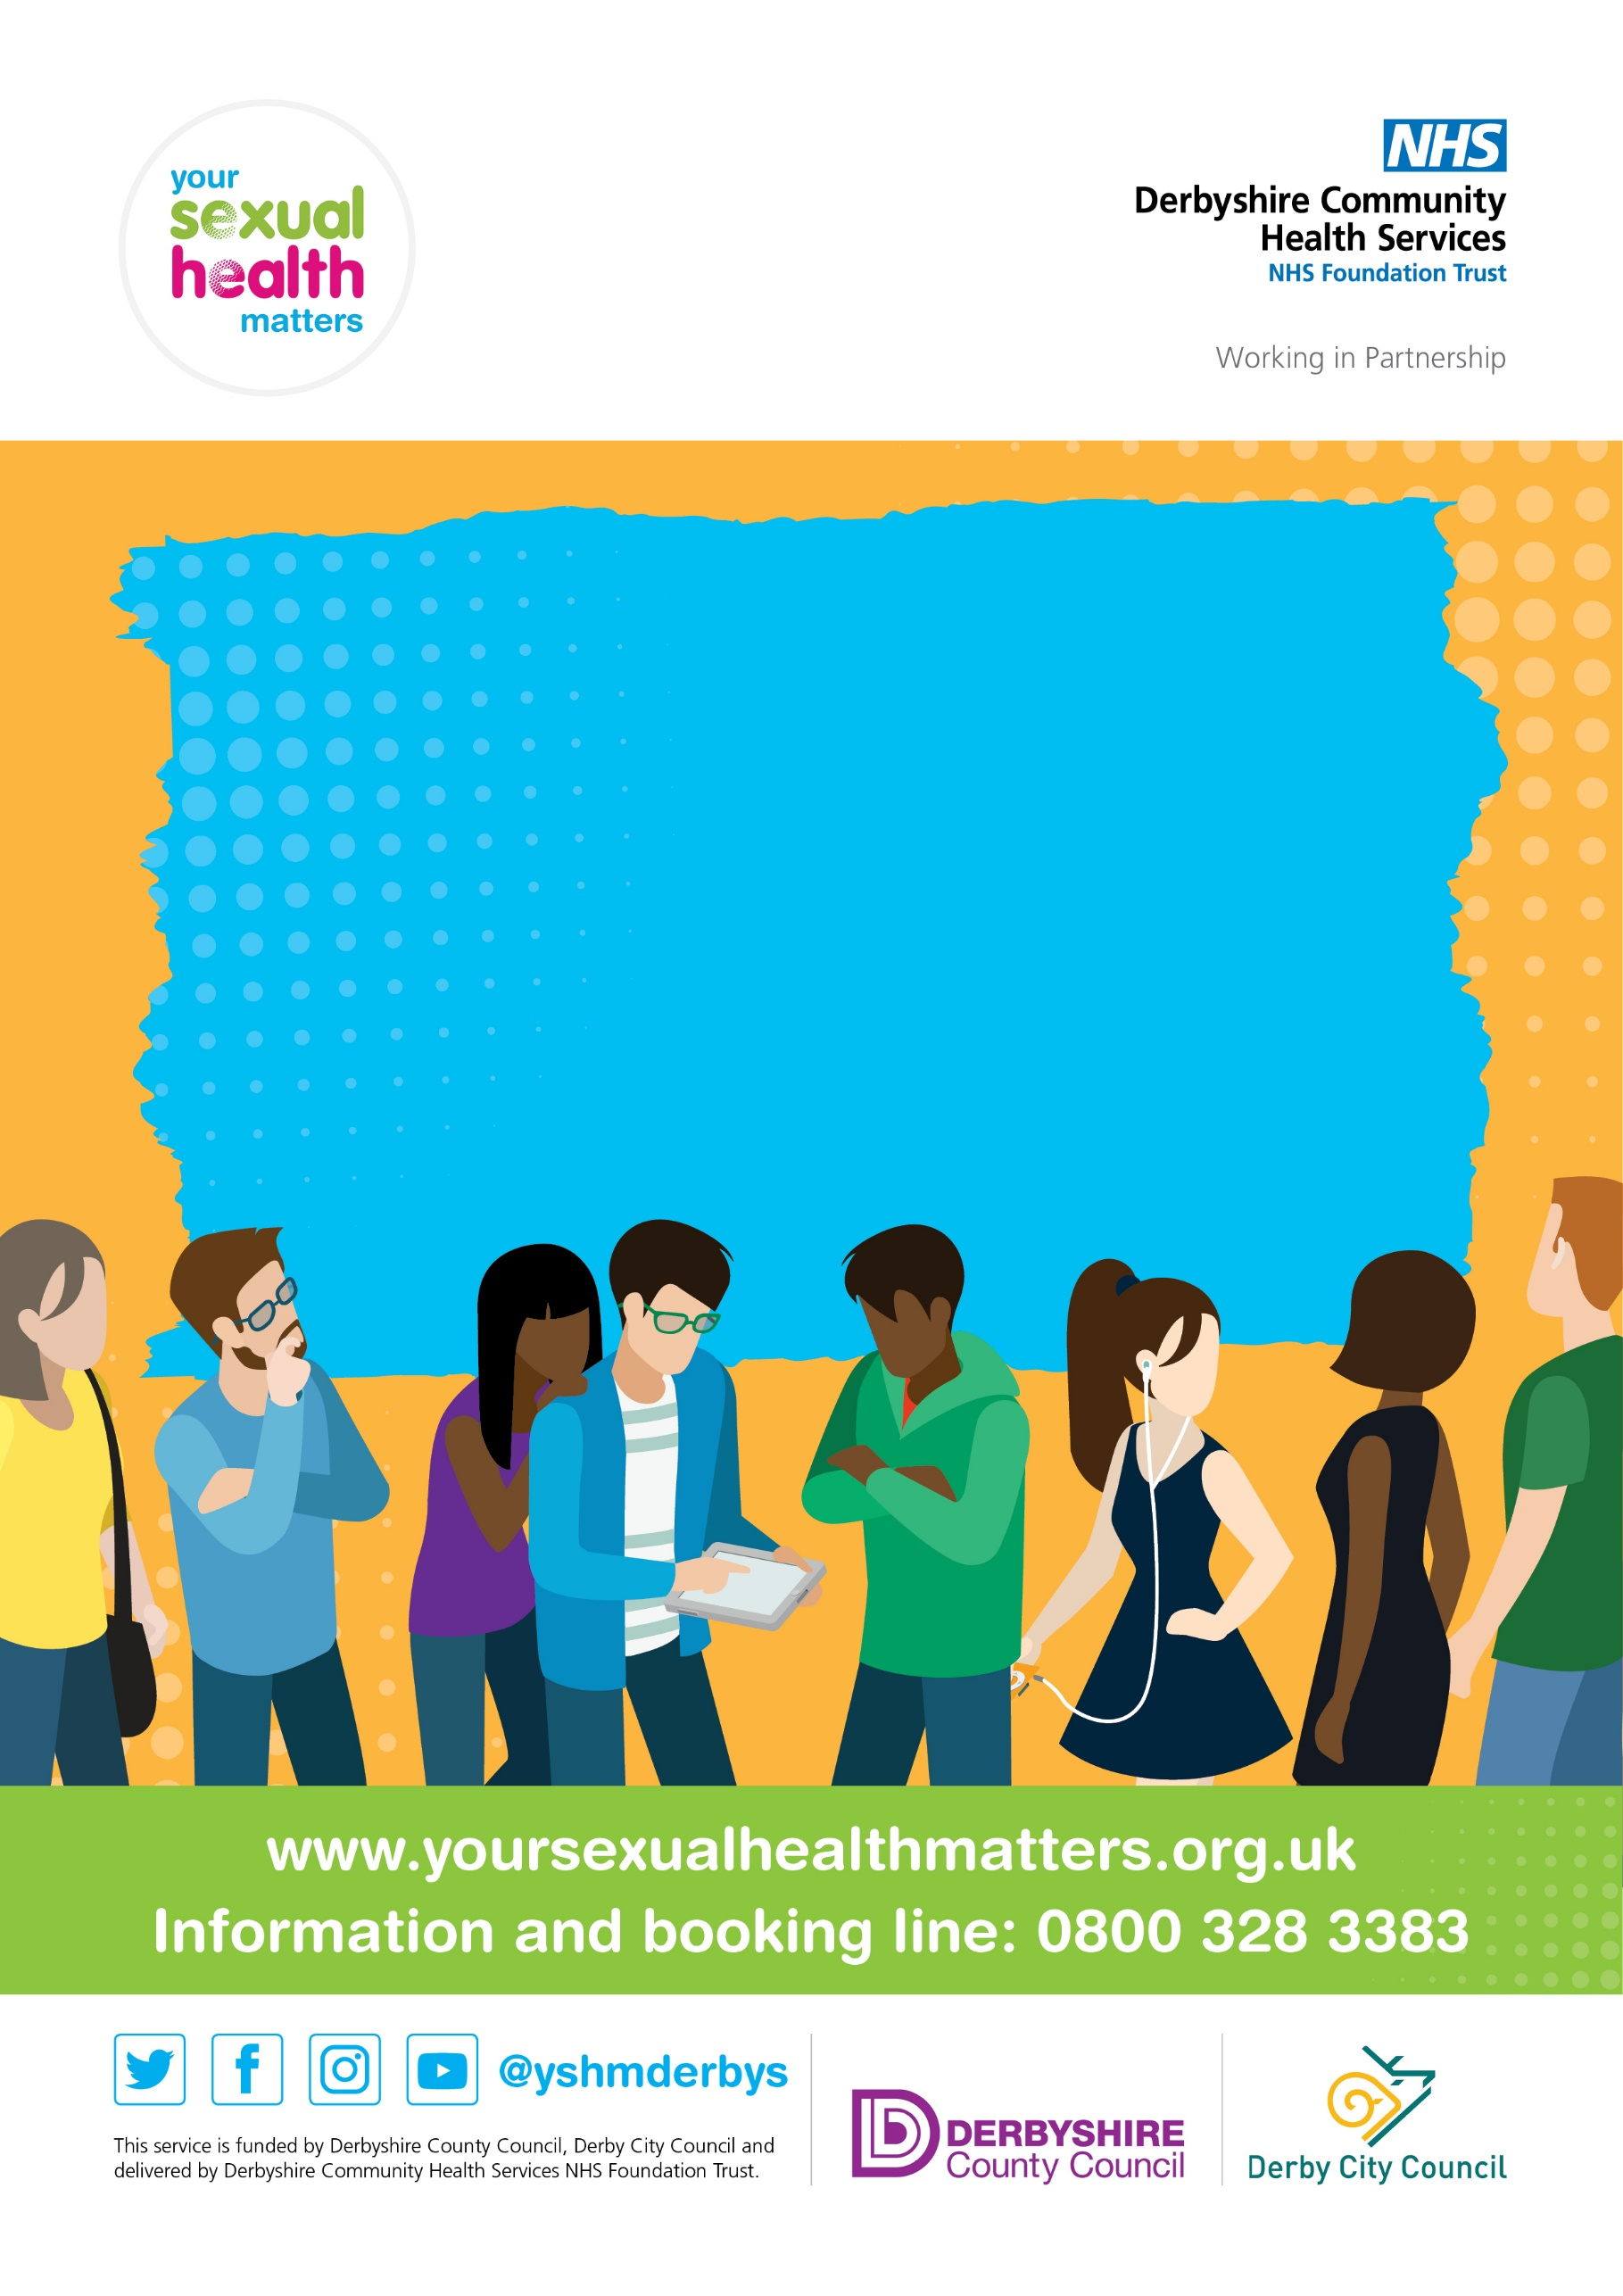 your
sexual
health
matters
NHS
Derbyshire Community
Health Services
NHS Foundation Trust
Working in Partnership
www.yoursexualhealthmatters.org.uk
Information and booking line: 0800 328 3383
@yshmderbys
This service is funded by Derbyshire County Council, Derby City Council and
delivered by Derbyshire Community Health Services NHS Foundation Trust.
DERBYSHIRE
County Council
Derby City Council